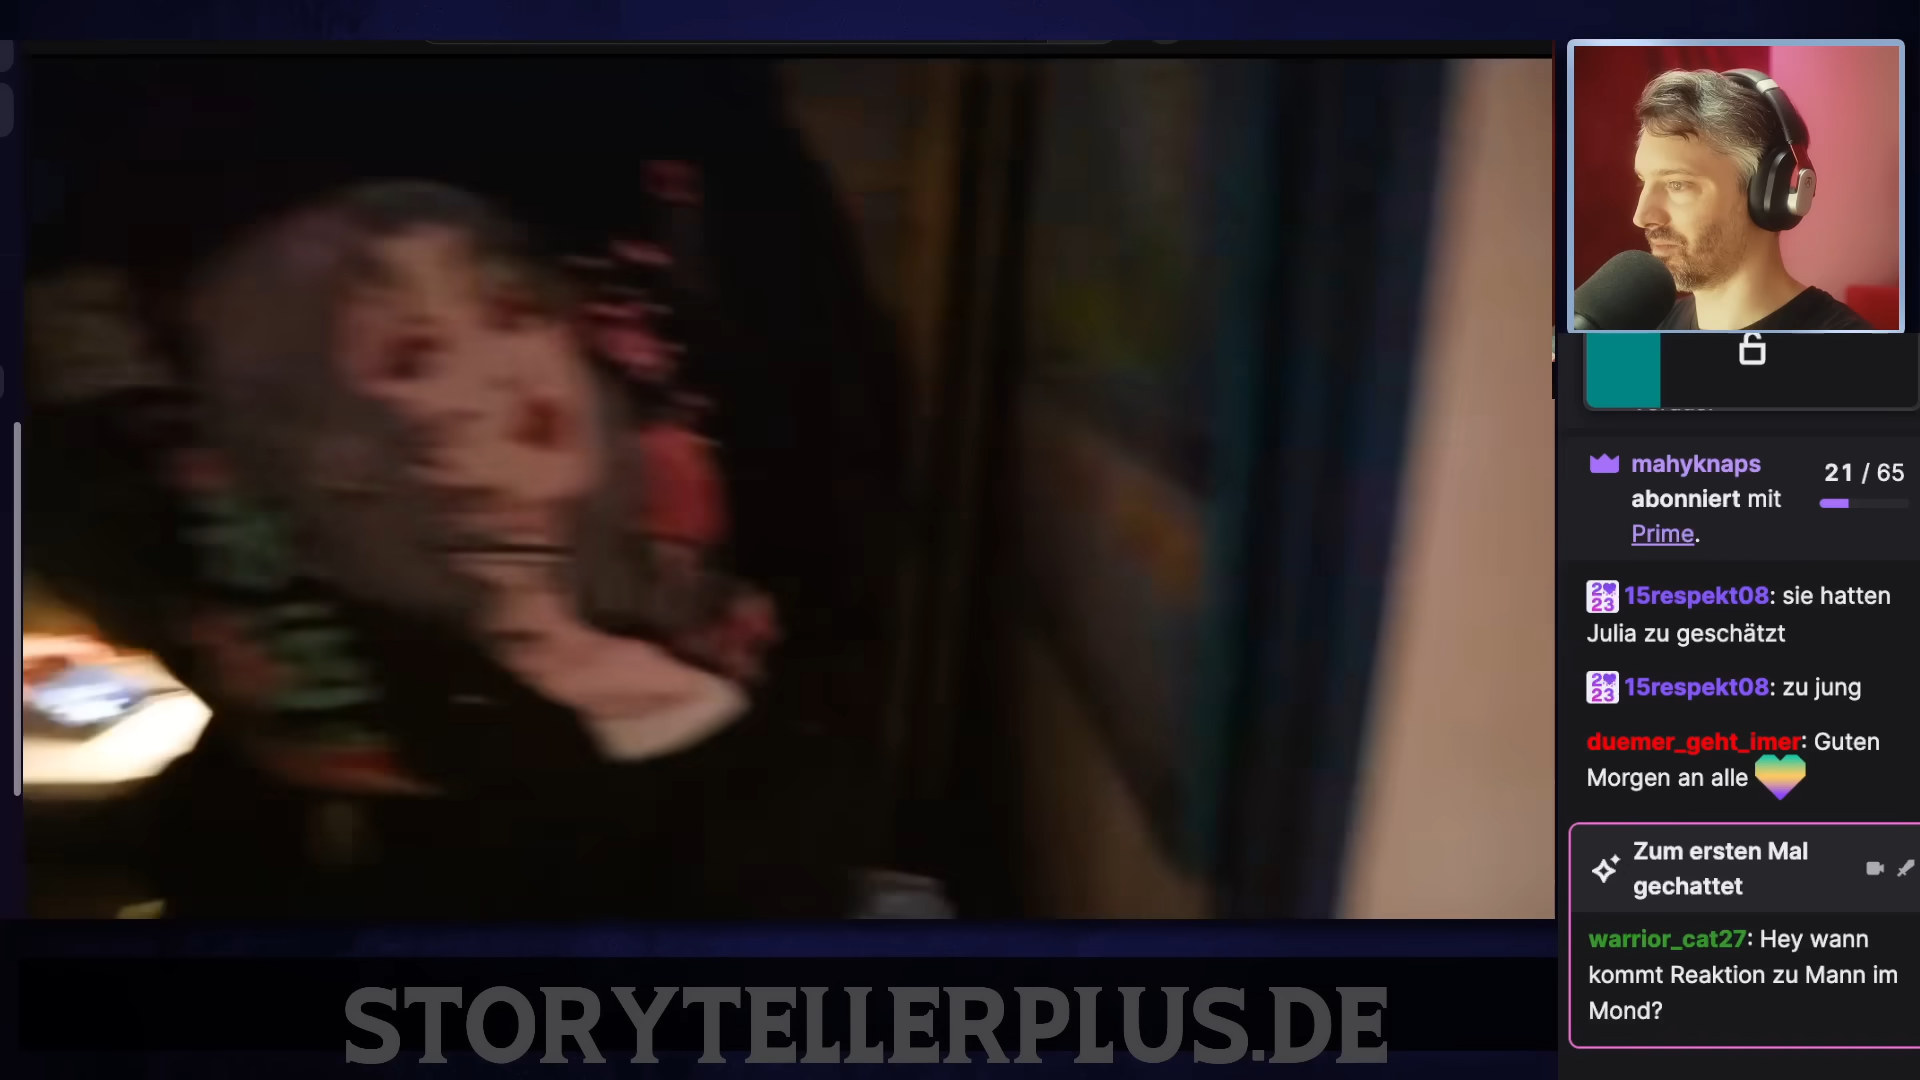 mahyknaps
abonniert mit
Prime.
21 / 65
15respekt08: sie hatten
Julia zu geschätzt
15respekt08: zu jung
duemer_geht_imer: Guten
Morgen an alle
Zum ersten Mal
gechattet
warrior_cat27: Hey wann
kommt Reaktion zu Mann im
Mond?
STORYTELLERPLUS.DE